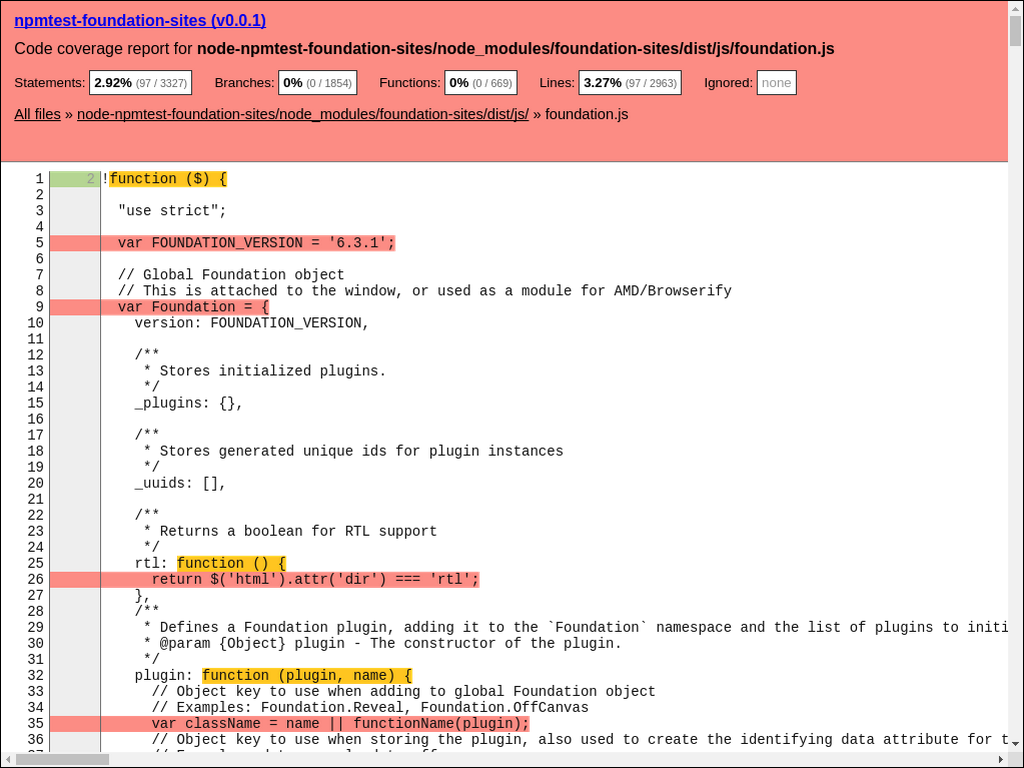 npmtest-foundation-sites (v0.0.1)
Code coverage report for node-npmtest-foundation-sites/node_modules/foundation-sites/dist/js/foundation.js
Statements: 2.92% (97 / 3327) Branches: 0% (0 / 1854) Functions: 0% (0 / 669) Lines: 3.27% (97 / 2963) Ignored: none
All files » node-npmtest-foundation-sites/node_modules/foundation-sites/dist/js/ » foundation.js
1 2 !function ($) {
2
3 "use strict";
4
5 var FOUNDATION_VERSION = '6.3.1';
6
7 // Global Foundation object
8 // This is attached to the window, or used as a module for AMD/Browserify
9 var Foundation = {
10 version: FOUNDATION_VERSION,
11
12 /**
13 * Stores initialized plugins.
14 */
15 _plugins: {},
16
17 /**
18 * Stores generated unique ids for plugin instances
19 */
20 _uuids: [],
21
22 /**
23 * Returns a boolean for RTL support
24 */
25 rtl: function () {
26 return $('html').attr('dir') === 'rtl';
27 },
28 /**
29 * Defines a Foundation plugin, adding it to the `Foundation` namespace and the list of plugins to initi
30 * @param {Object} plugin - The constructor of the plugin.
31 */
32 plugin: function (plugin, name) {
33 // Object key to use when adding to global Foundation object
34 // Examples: Foundation.Reveal, Foundation.OffCanvas
35 var className = name || functionName(plugin);
36 // Object key to use when storing the plugin, also used to create the identifying data attribute for t